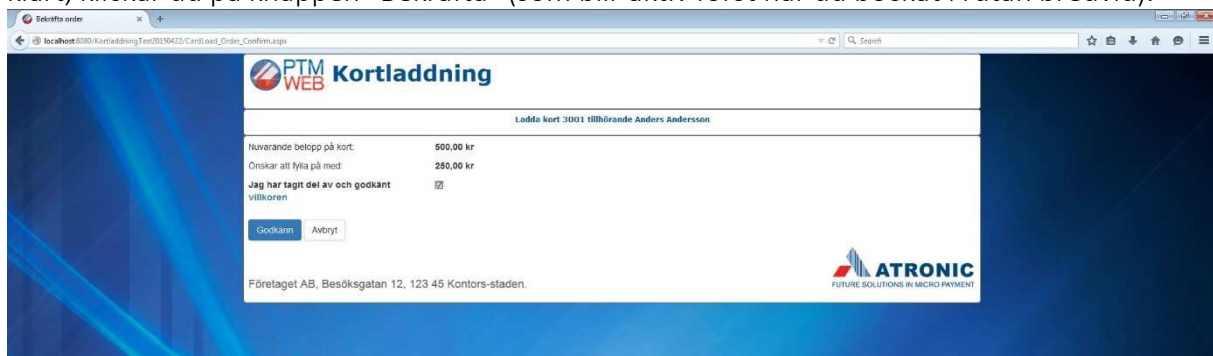 Bekräfta order
localhost:8080/KortladdningTest20150422/CardLoad_Order_Confirm.aspx
Search
PTM WEB Kortladdning
Ladda kort 3001 tillhörande Anders Andersson
Nuvarande belopp på kort: 500,00 kr
Önskar att fylla på med: 250,00 kr
Jag har tagit del av och godkänt
villkoren
Godkänn Avbryt
ATRONIC
Företaget AB, Besöksgatan 12, 123 45 Kontors-staden.
FUTURE SOLUTIONS IN MICRO PAYMENT